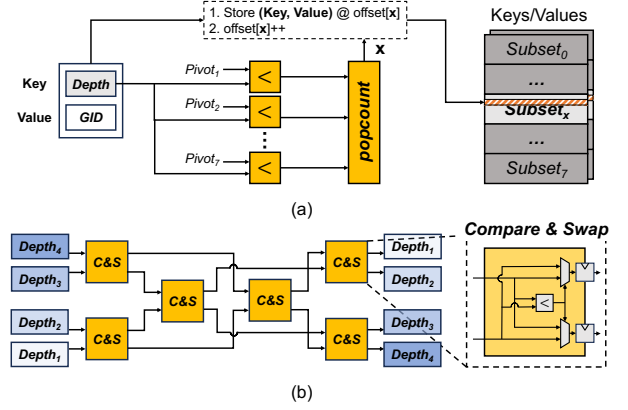 1. Store (Key, Value) @ offset[x]
2. offset[x]++
Keys/Values
x
Key
Depth
Value
GID
Pivot1
<
Pivot2
<
Pivot7
<
popcount
Subset0
...
Subsetx
...
Subset7
(a)
Depth4
Depth3
Depth2
Depth1
C&S
C&S
C&S
C&S
C&S
C&S
Depth1
Depth2
Depth3
Depth4
Compare & Swap
<
(b)